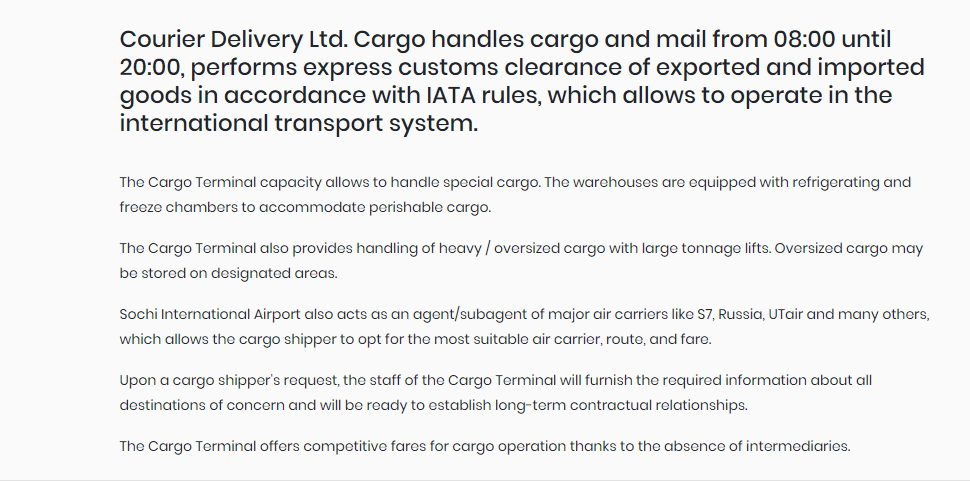 Courier Delivery Ltd. Cargo handles cargo and mail from 08:00 until
20:00, performs express customs clearance of exported and imported
goods in accordance with IATA rules, which allows to operate in the
international transport system.
The Cargo Terminal capacity allows to handle special cargo. The warehouses are equipped with refrigerating and
freeze chambers to accommodate perishable cargo.
The Cargo Terminal also provides handling of heavy / oversized cargo with large tonnage lifts. Oversized cargo may
be stored on designated areas.
Sochi International Airport also acts as an agent/subagent of major air carriers like S7, Russia, UTair and many others,
which allows the cargo shipper to opt for the most suitable air carrier, route, and fare.
Upon a cargo shipper's request, the staff of the Cargo Terminal will furnish the required information about all
destinations of concern and will be ready to establish long-term contractual relationships.
The Cargo Terminal offers competitive fares for cargo operation thanks to the absence of intermediaries.